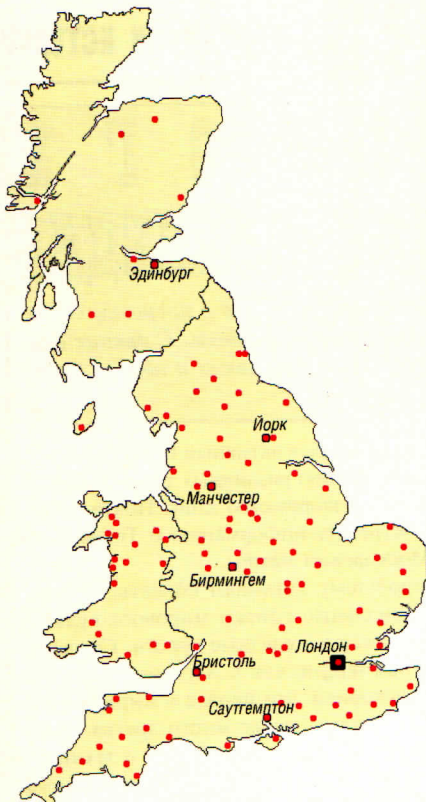 Эдинбург
Йорк
Манчестер
Бирмингем
Лондон
Бристоль
Саутгемптон